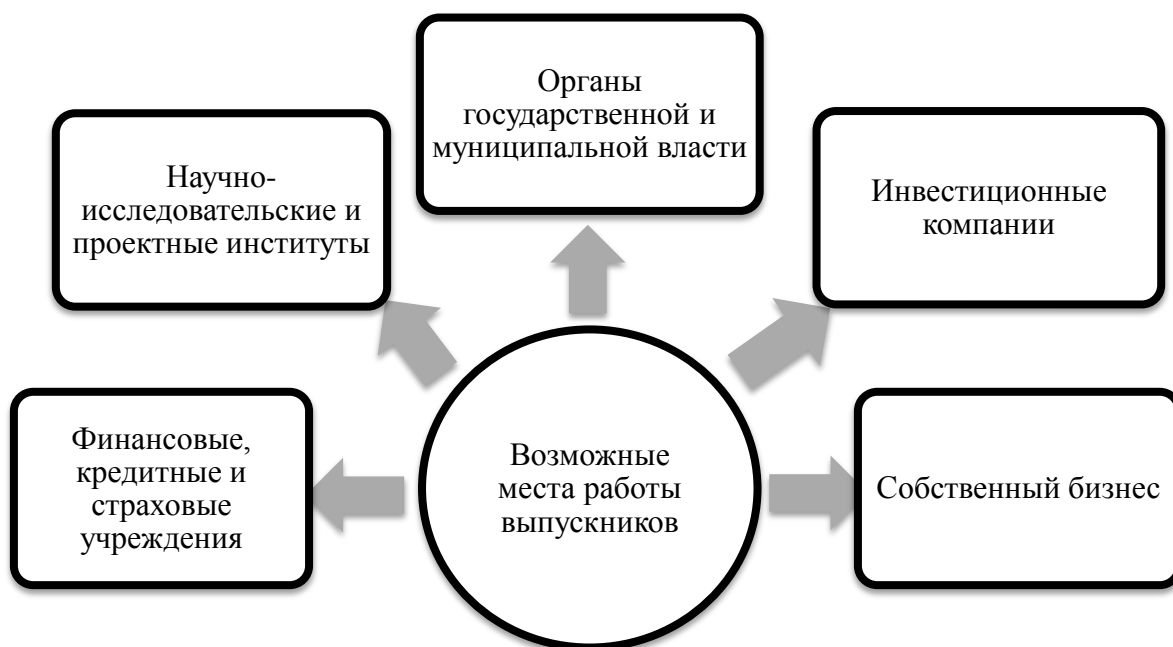 Органы
государственной и
муниципальной власти
Научно-
исследовательские и
проектные институты
Инвестиционные
компании
Финансовые,
кредитные и
страховые
учреждения
Возможные
места работы
выпускников
Собственный бизнес